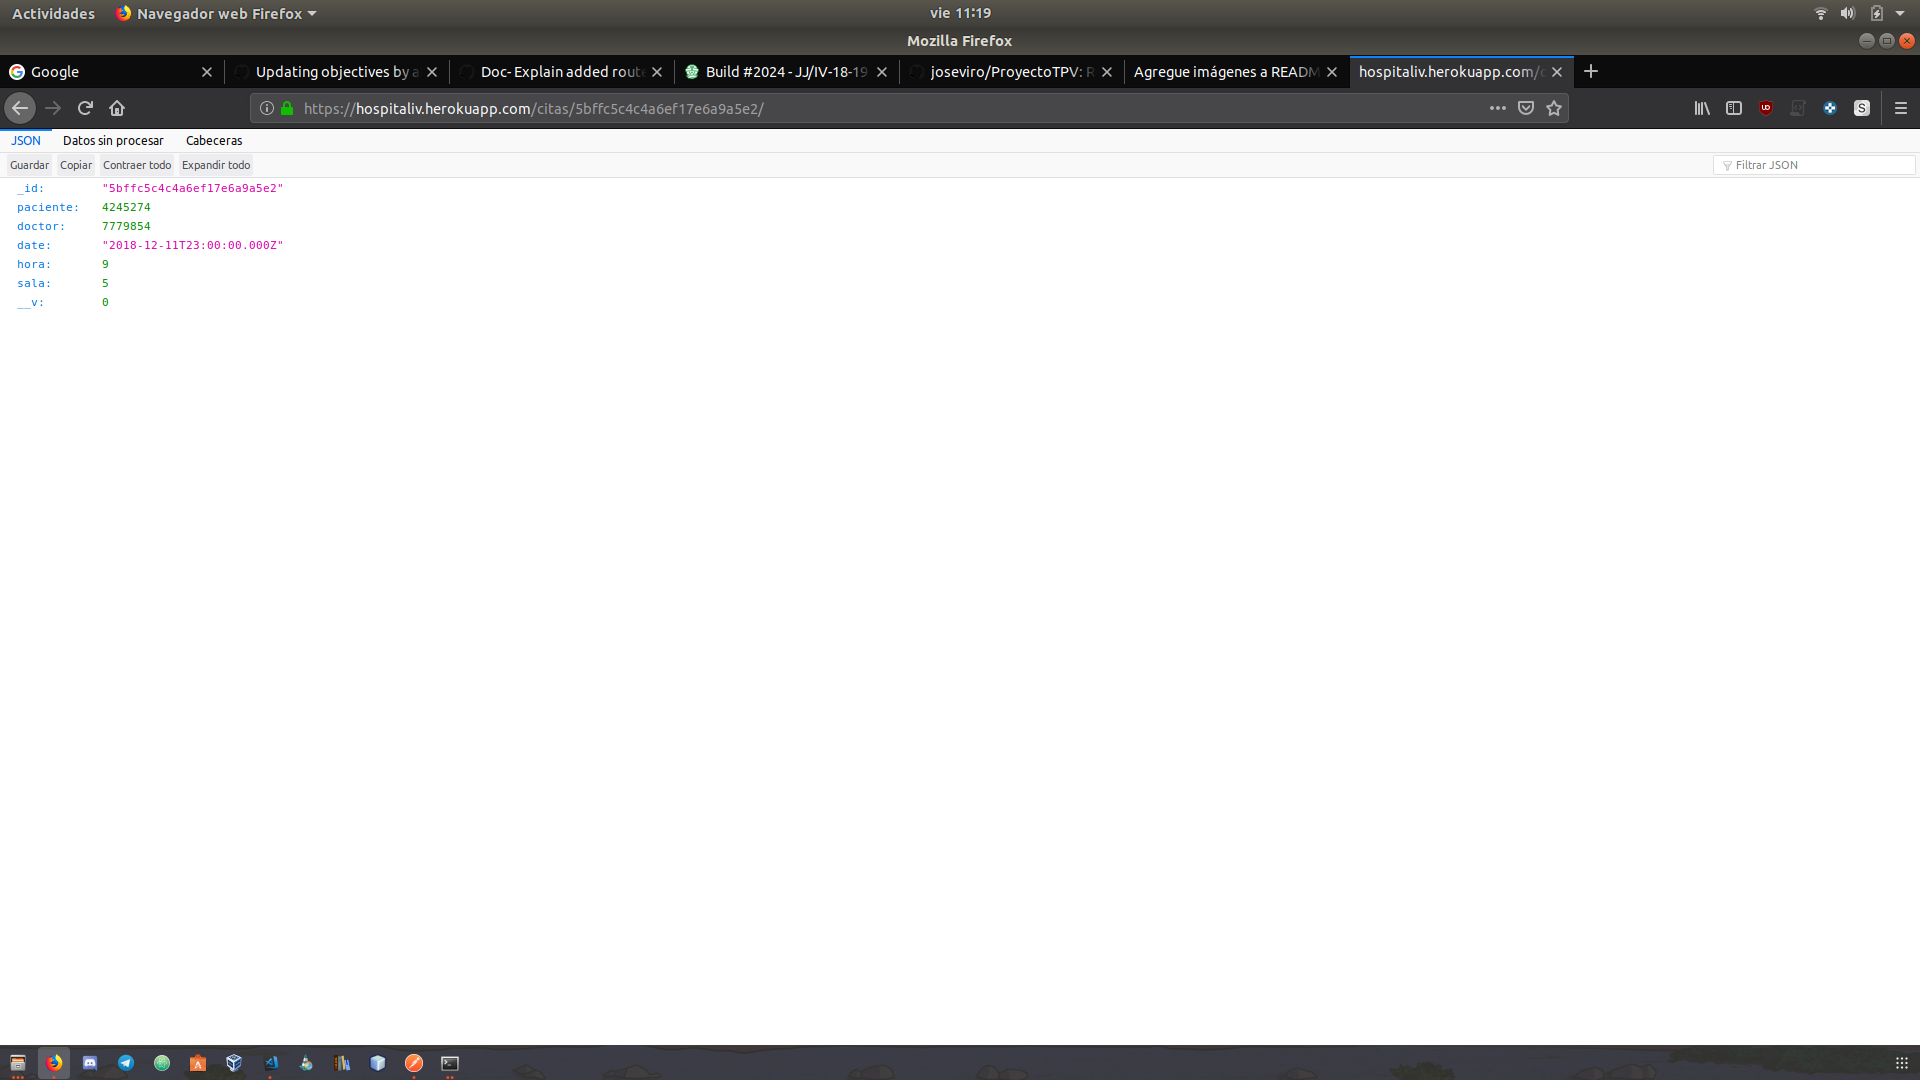 Actividades Navegador web Firefox vie 11:19
Mozilla Firefox
Google Updating objectives by a Doc- Explain added route Build #2024 - JJ/IV-18-19 joseviro/ProyectoTPV: R Agregue imágenes a READM hospitaliv.herokuapp.com/c
https://hospitaliv.herokuapp.com/citas/5bffc5c4c4a6ef17e6a9a5e2/
JSON Datos sin procesar Cabeceras
Guardar Copiar Contraer todo Expandir todo Filtrar JSON
_id: "5bffc5c4c4a6ef17e6a9a5e2"
paciente: 4245274
doctor: 7779854
date: "2018-12-11T23:00:00.000Z"
hora: 9
sala: 5
__v: 0